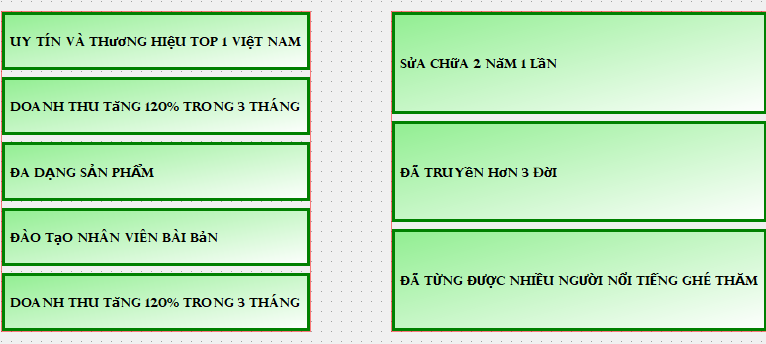 UY TÍN VÀ THươNG HIệU TOP 1 VIệT NAM
DOANH THU TăNG 120% TRONG 3 THÁNG
ĐA DẠNG SẢN PHẨM
ĐÀO TạO NHÂN VIÊN BÀI BảN
DOANH THU TăNG 120% TRONG 3 THÁNG
SửA CHữA 2 NăM 1 LầN
ĐÃ TRUYềN HơN 3 ĐờI
ĐÃ TỪNG ĐƯỢC NHIỀU NGƯỜI NỔI TIẾNG GHÉ THĂM